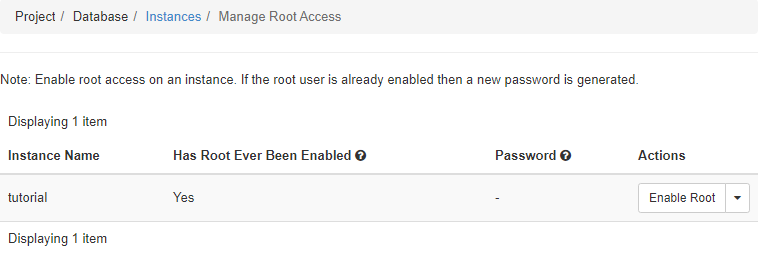 Project / Database / Instances / Manage Root Access
Note: Enable root access on an instance. If the root user is already enabled then a new password is generated.
Displaying 1 item
Instance Name Has Root Ever Been Enabled Password Actions
tutorial Yes - Enable Root
Displaying 1 item